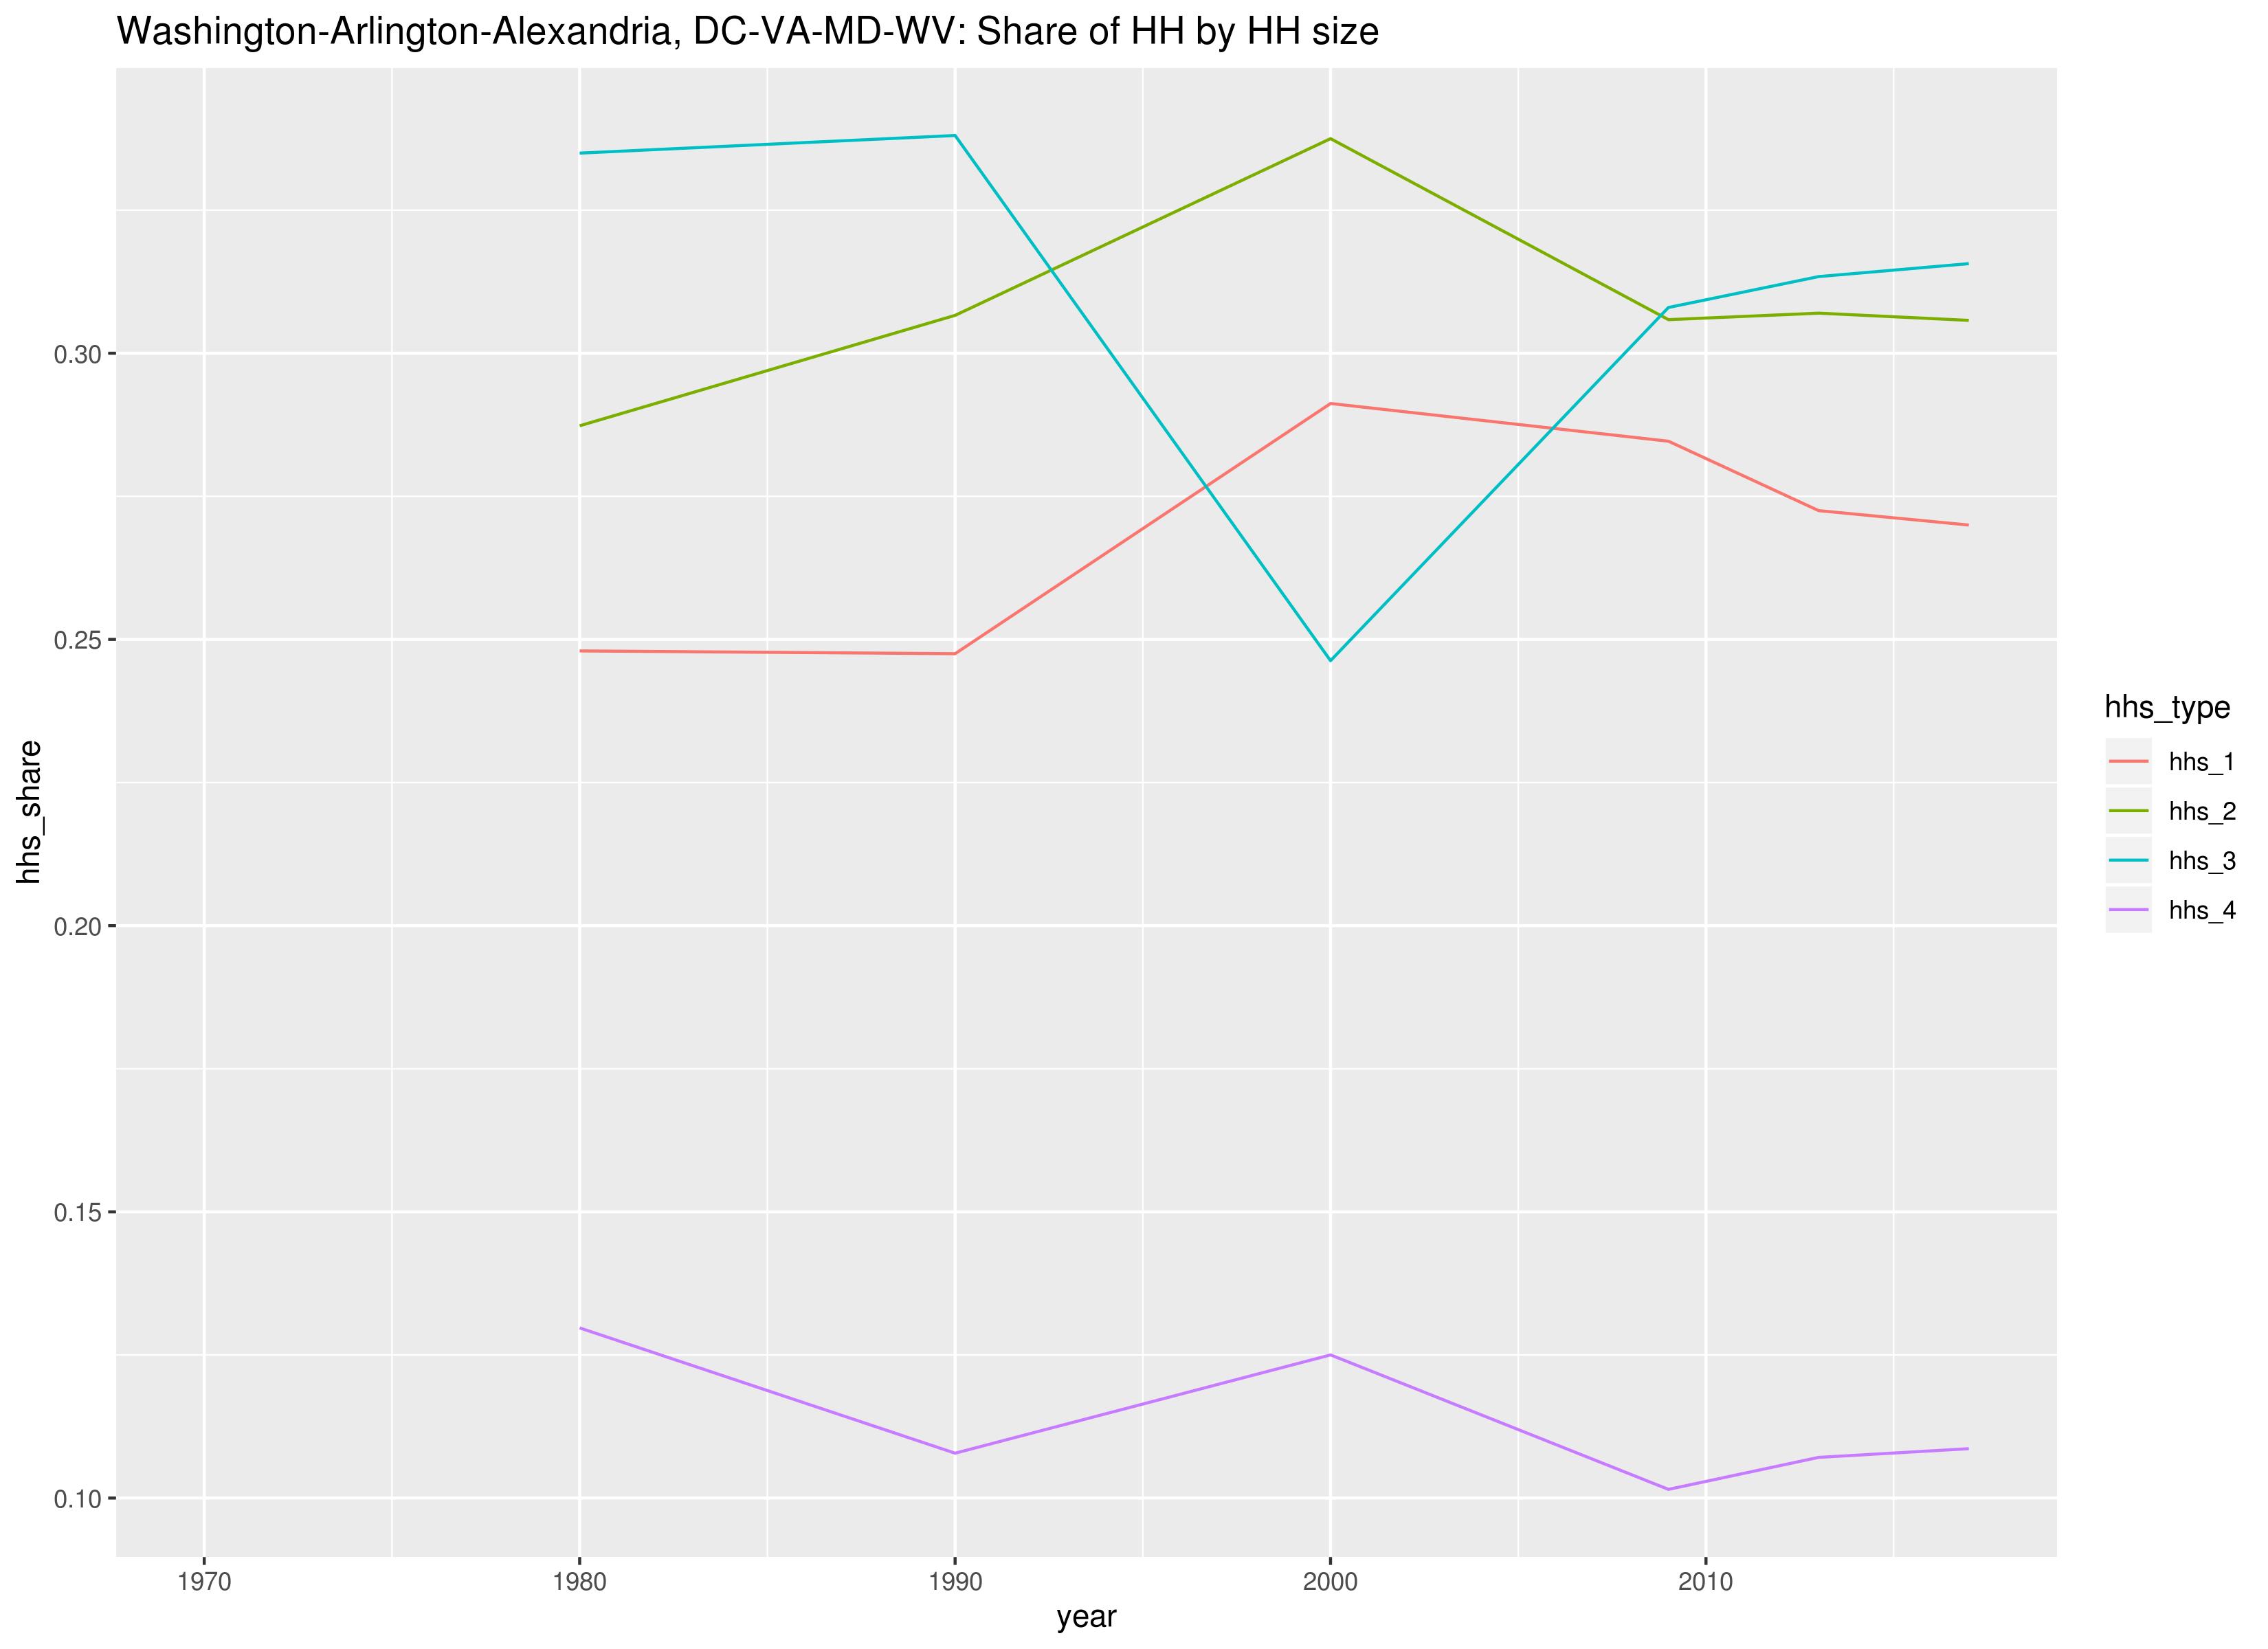 Washington-Arlington-Alexandria, DC-VA-MD-WV: Share of HH by HH size
hhs_share
0.30
0.25
0.20
0.15
0.10
1970
1980
1990
2000
2010
year
hhs_type
hhs_1
hhs_2
hhs_3
hhs_4